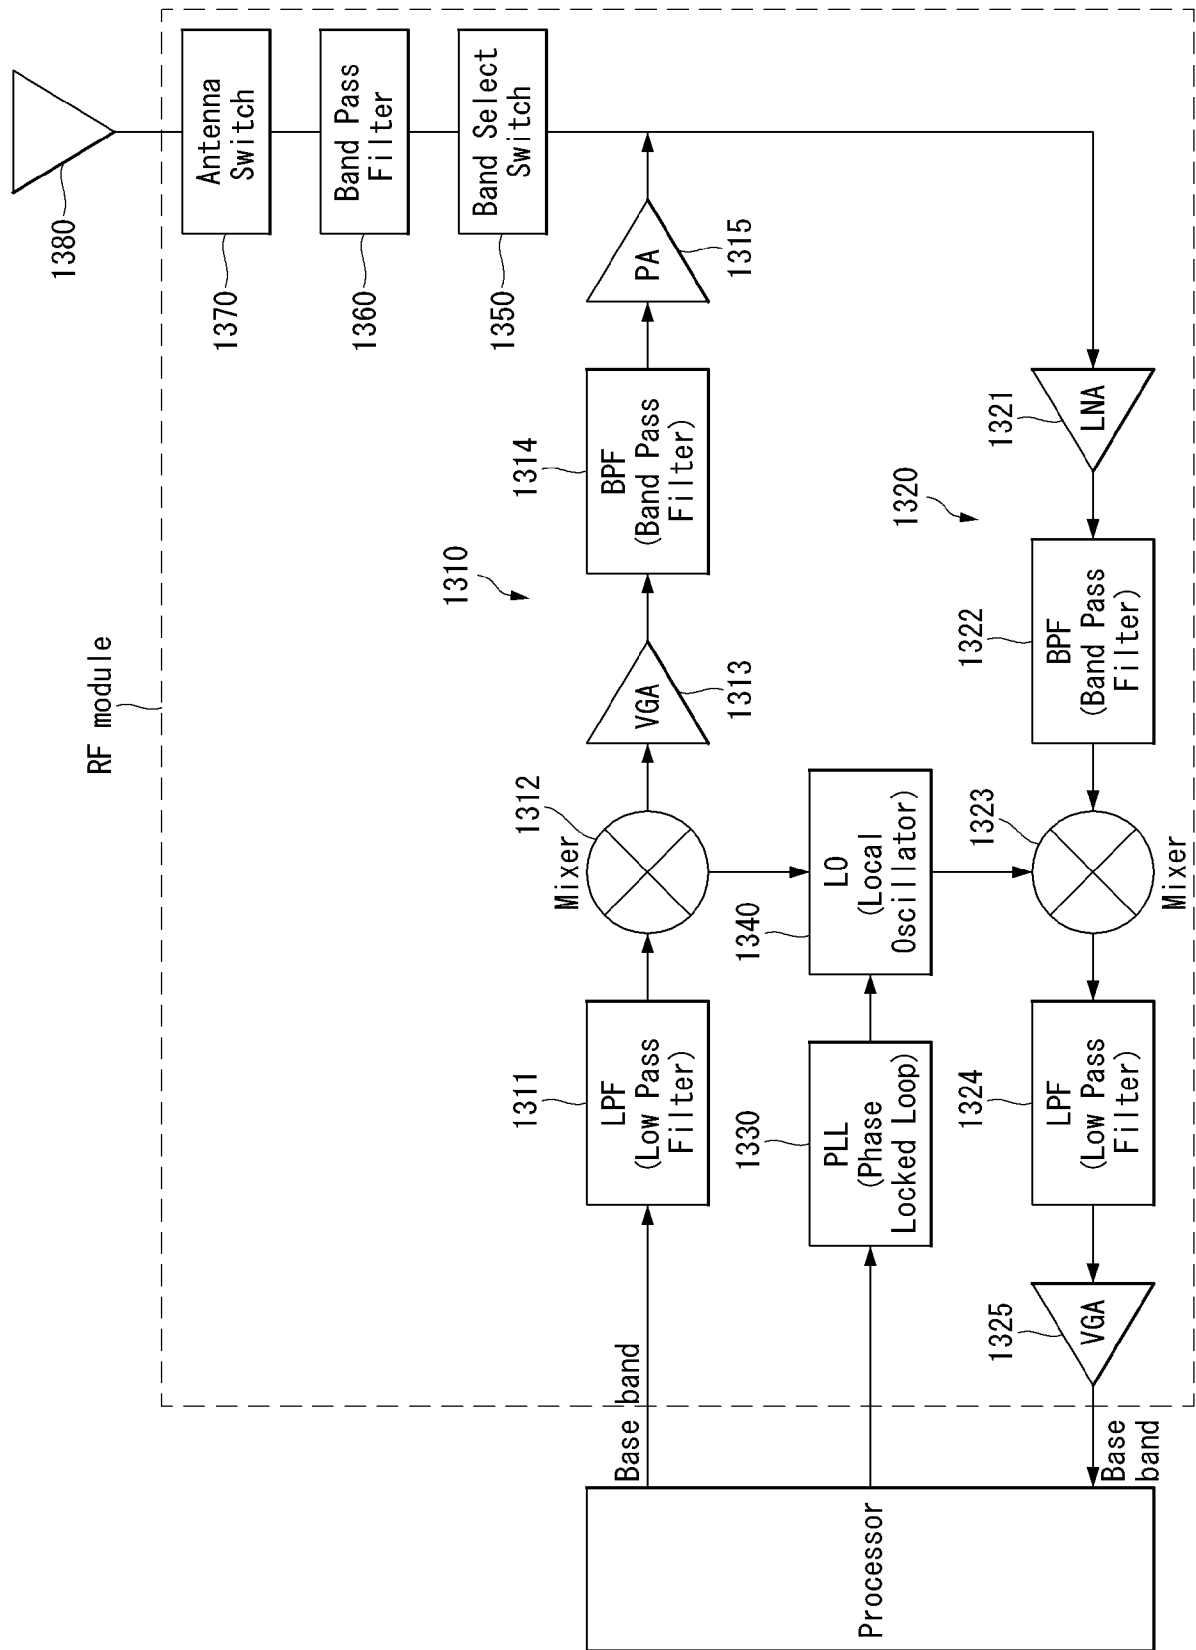 RF module
1380
Antenna
Switch
1370
Band Pass
Filter
1360
Band Select
Switch
1350
1310
Base band
LPF
(Low Pass
Filter)
1311
Mixer
1312
VGA
1313
BPF
(Band Pass
Filter)
1314
PA
1315
Processor
PLL
(Phase
Locked Loop)
1330
LO
(Local
Oscillator)
1340
1320
LNA
1321
BPF
(Band Pass
Filter)
1322
Mixer
1323
LPF
(Low Pass
Filter)
1324
VGA
1325
Base
band